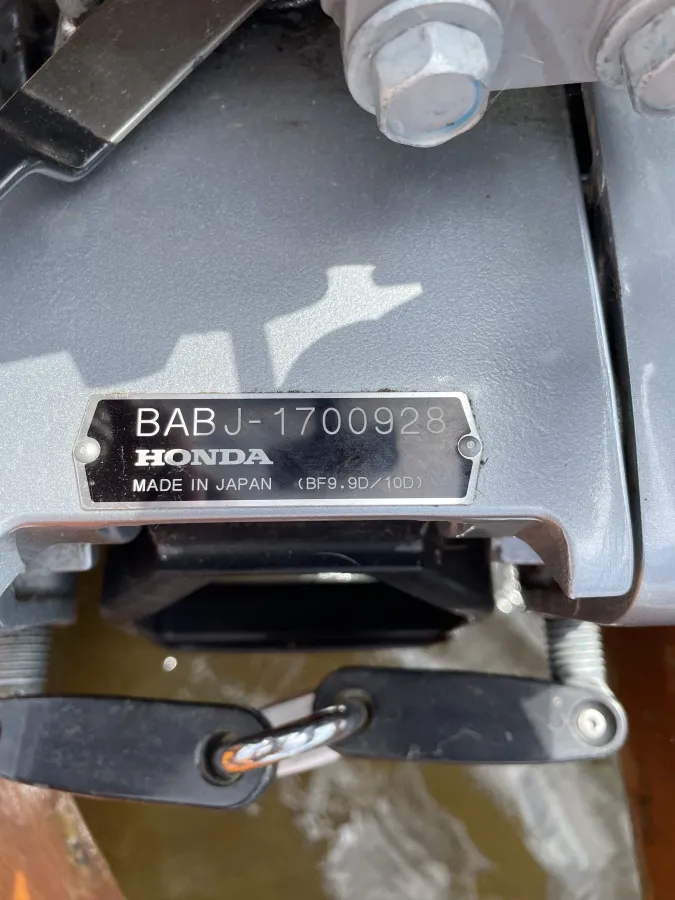 BABJ-1700928
HONDA
MADE IN JAPAN (BF9.9D/10D)